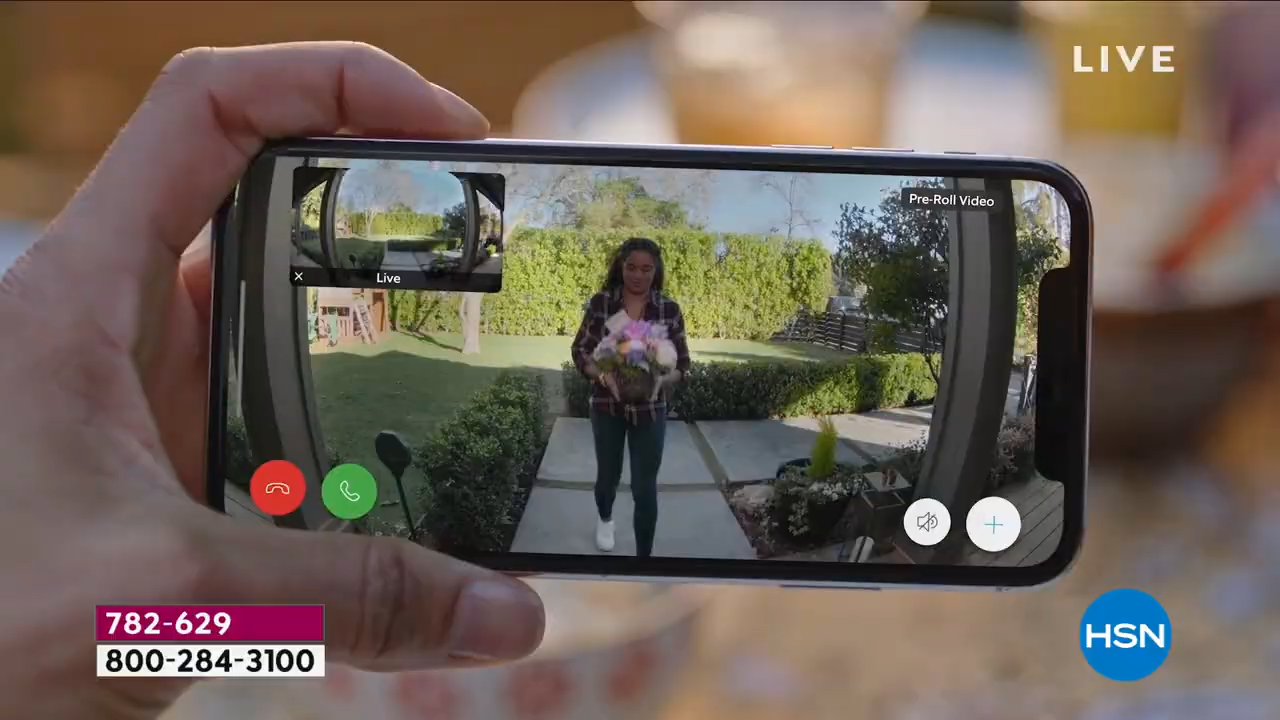 LIVE
Pre-Roll Video
Live
782-629
800-284-3100
HSN